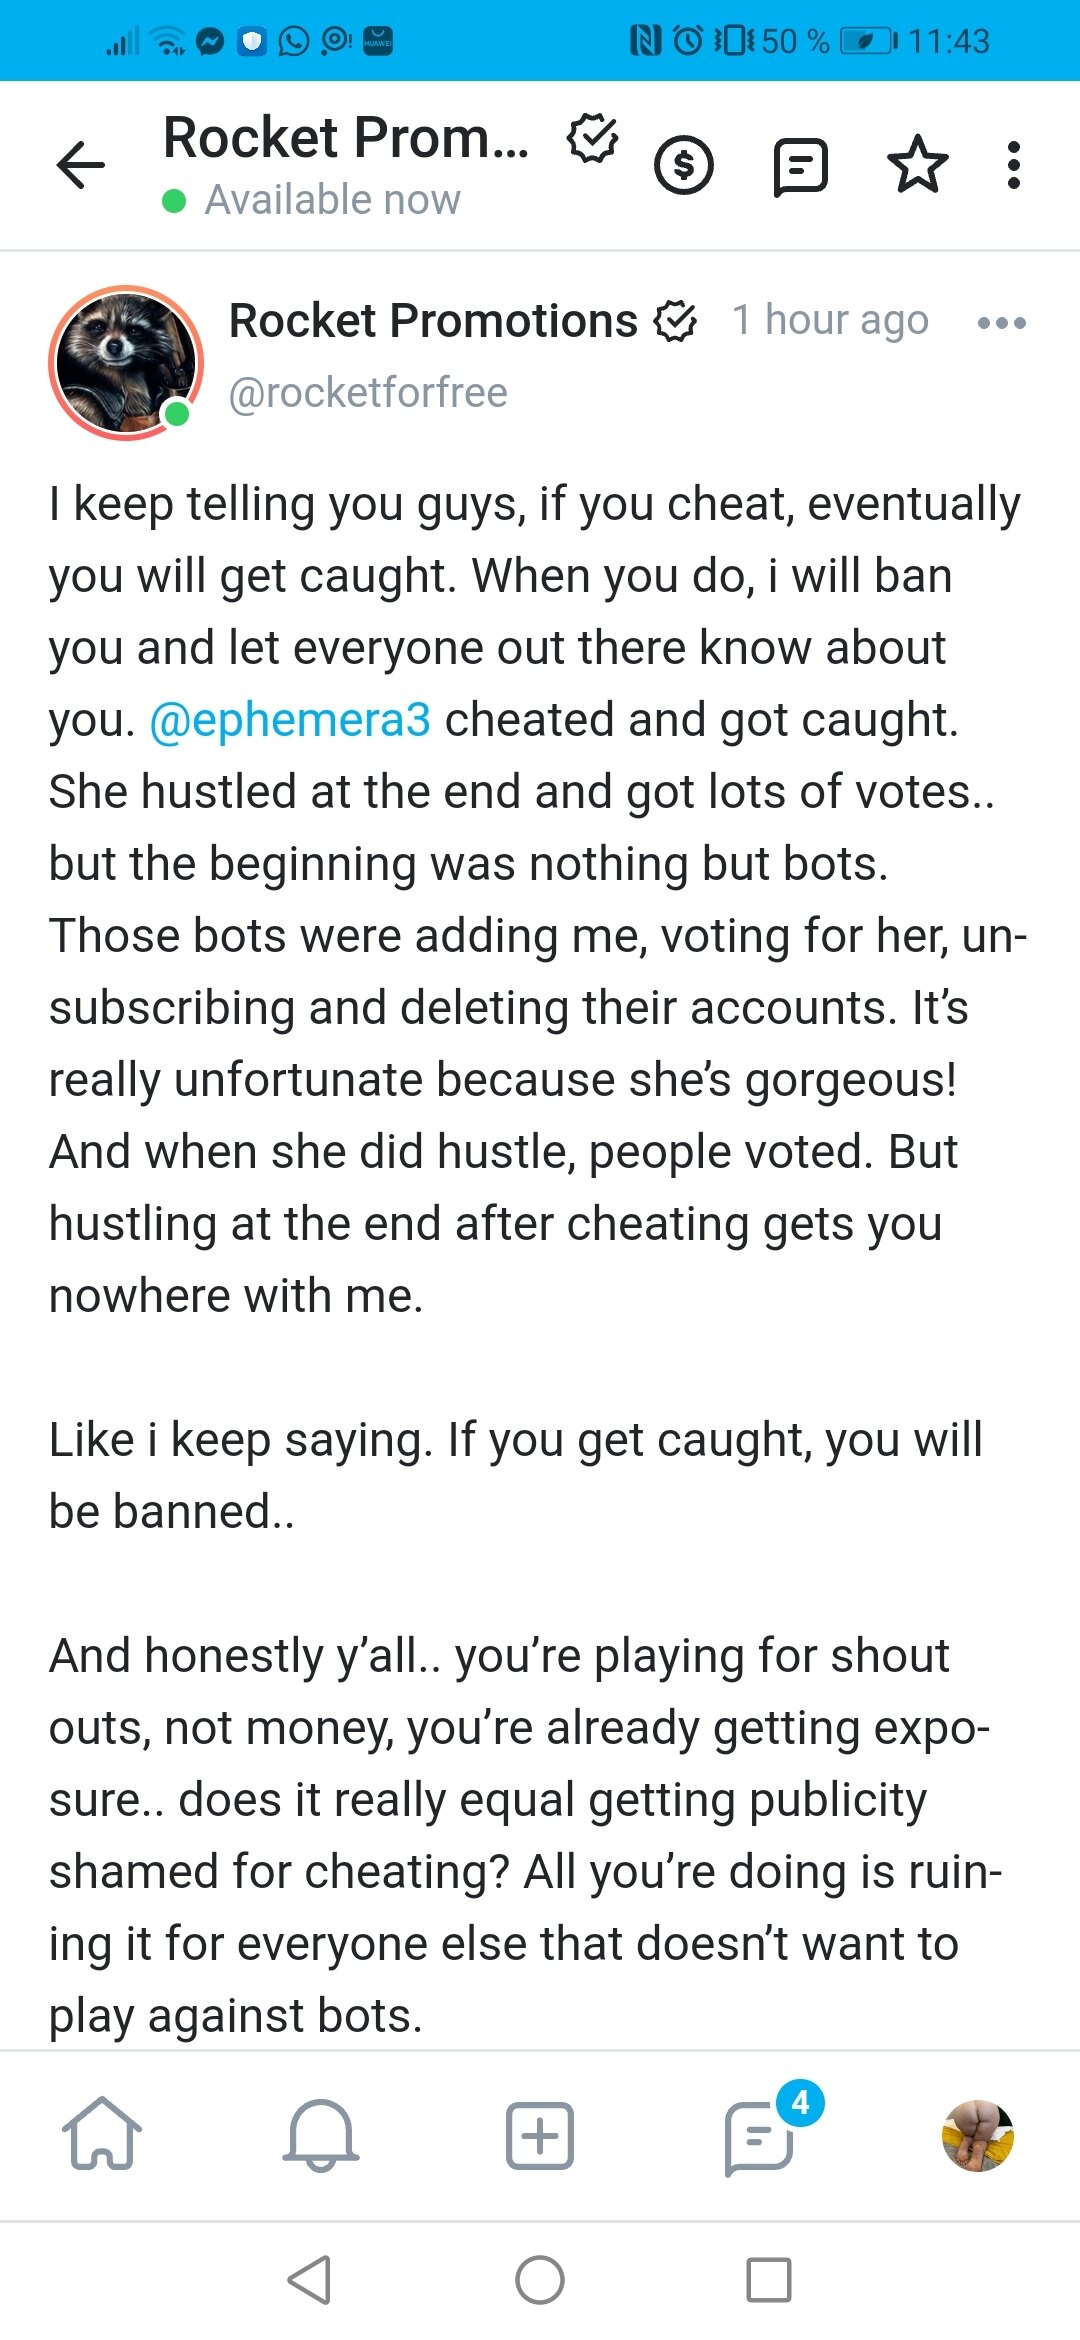 50 % 11:43
Rocket Prom...
Available now
Rocket Promotions 1 hour ago
@rocketforfree
I keep telling you guys, if you cheat, eventually
you will get caught. When you do, i will ban
you and let everyone out there know about
you. @ephemera3 cheated and got caught.
She hustled at the end and got lots of votes..
but the beginning was nothing but bots.
Those bots were adding me, voting for her, un-
subscribing and deleting their accounts. It’s
really unfortunate because she’s gorgeous!
And when she did hustle, people voted. But
hustling at the end after cheating gets you
nowhere with me.
Like i keep saying. If you get caught, you will
be banned..
And honestly y’all.. you’re playing for shout
outs, not money, you’re already getting expo-
sure.. does it really equal getting publicity
shamed for cheating? All you’re doing is ruin-
ing it for everyone else that doesn’t want to
play against bots.
4